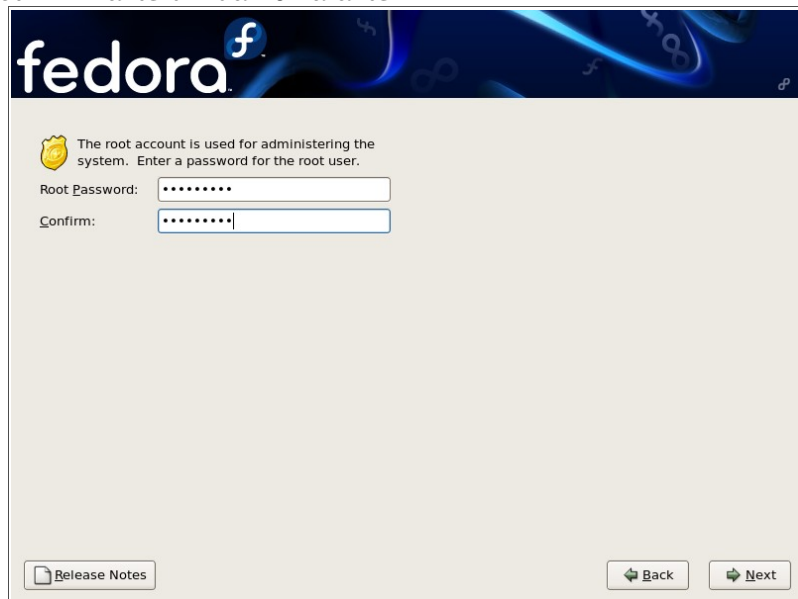 fedora
The root account is used for administering the
system.  Enter a password for the root user.
Root Password: •••••••••
Confirm: •••••••••
Release Notes
Back
Next